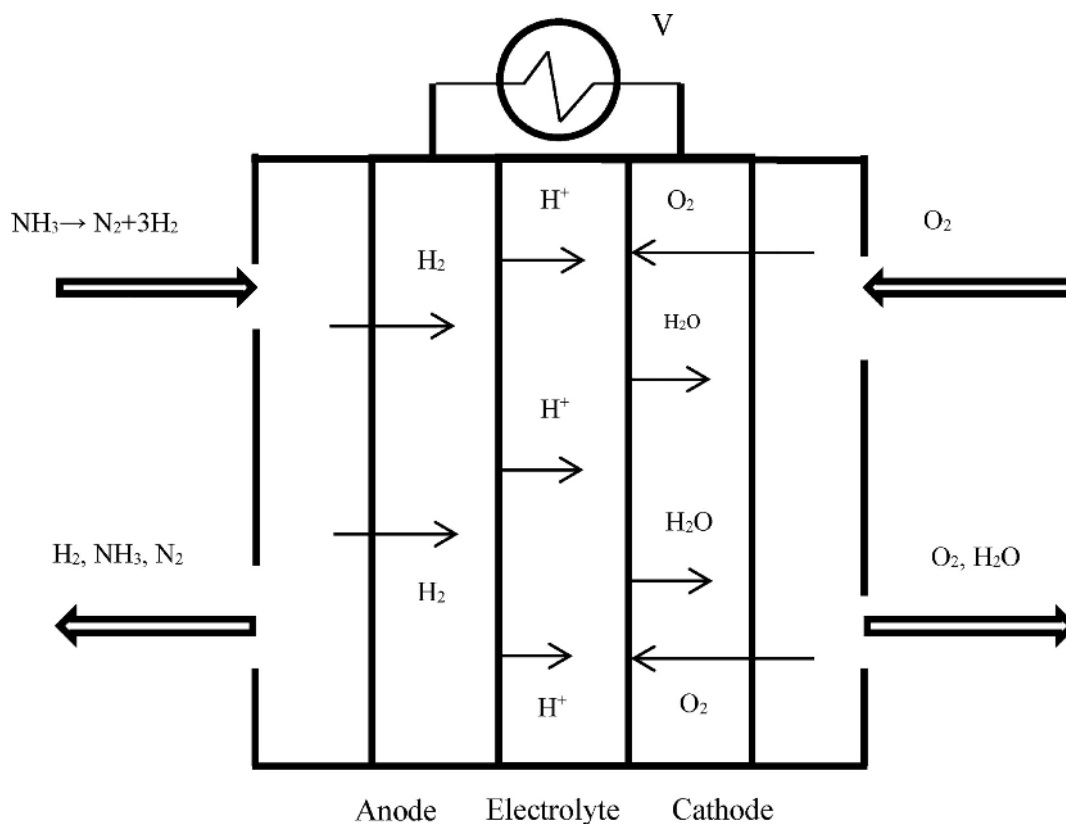 V
H⁺
O₂
NH₃→ N₂+3H₂
O₂
H₂
H₂O
H⁺
H₂O
H₂, NH₃, N₂
O₂, H₂O
H₂
H⁺
O₂
Anode
Electrolyte
Cathode